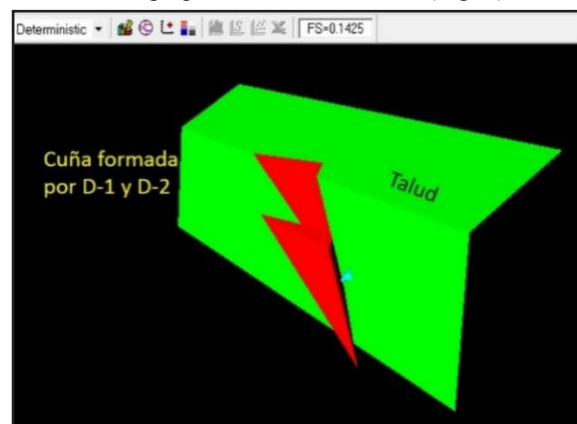 Deterministic
FS=0.1425
Cuña formada
por D-1 y D-2
Talud